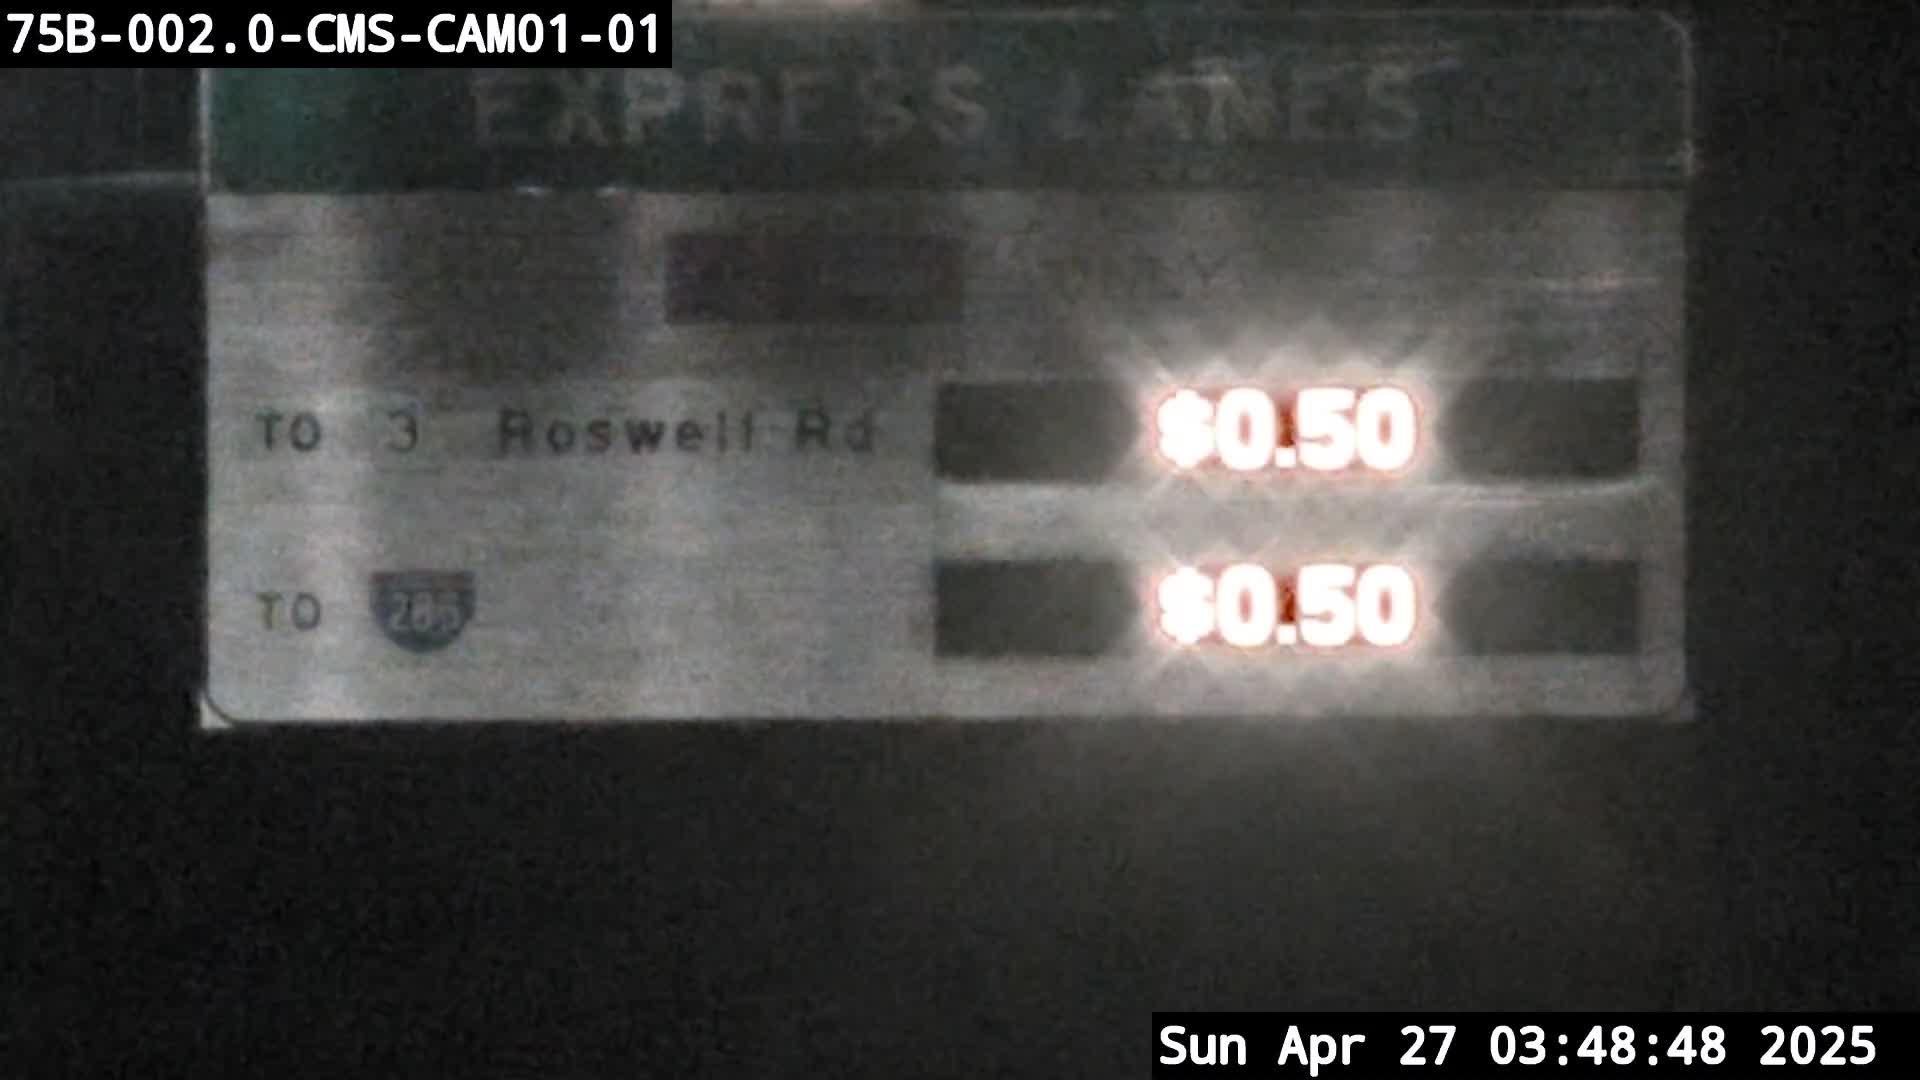 75B-002.0-CMS-CAM01-01
EXPRESS LANES
TO 3 Roswell Rd $0.50
TO 285 $0.50
Sun Apr 27 03:48:48 2025